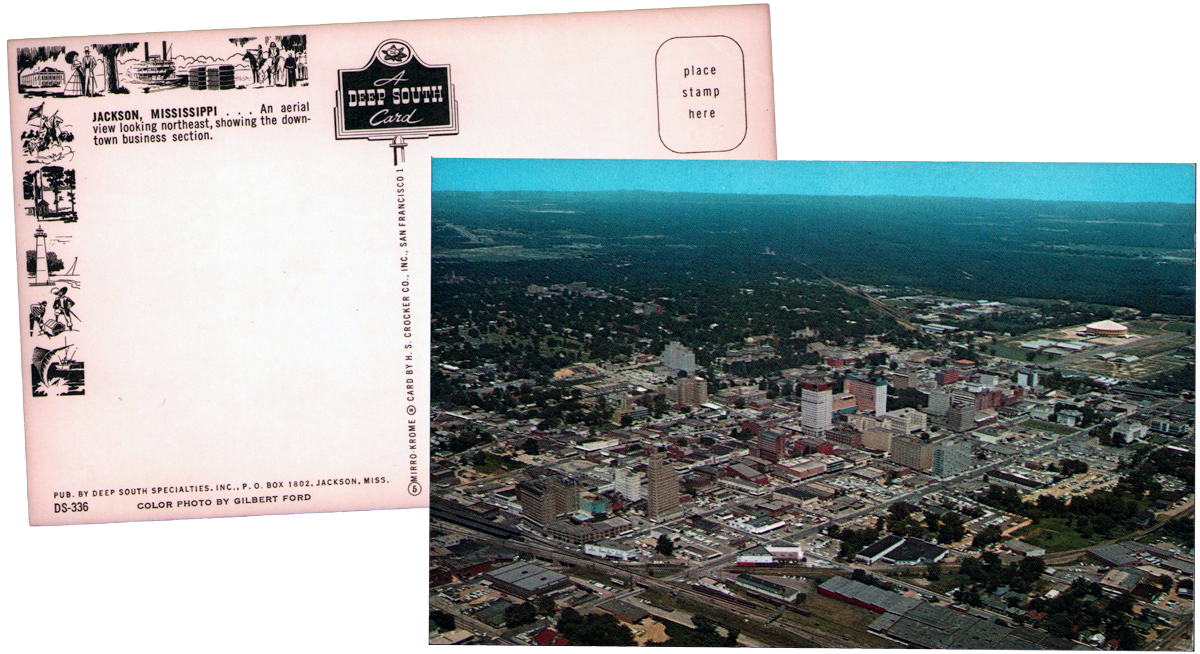 JACKSON, MISSISSIPPI . . . An aerial
view looking northeast, showing the down-
town business section.
A
DEEP SOUTH
Card
place
stamp
here
MIRRO-KROME ® CARD BY H. S. CROCKER CO., INC., SAN FRANCISCO 1
5
PUB. BY DEEP SOUTH SPECIALTIES, INC., P. O. BOX 1802, JACKSON, MISS.
DS-336 COLOR PHOTO BY GILBERT FORD